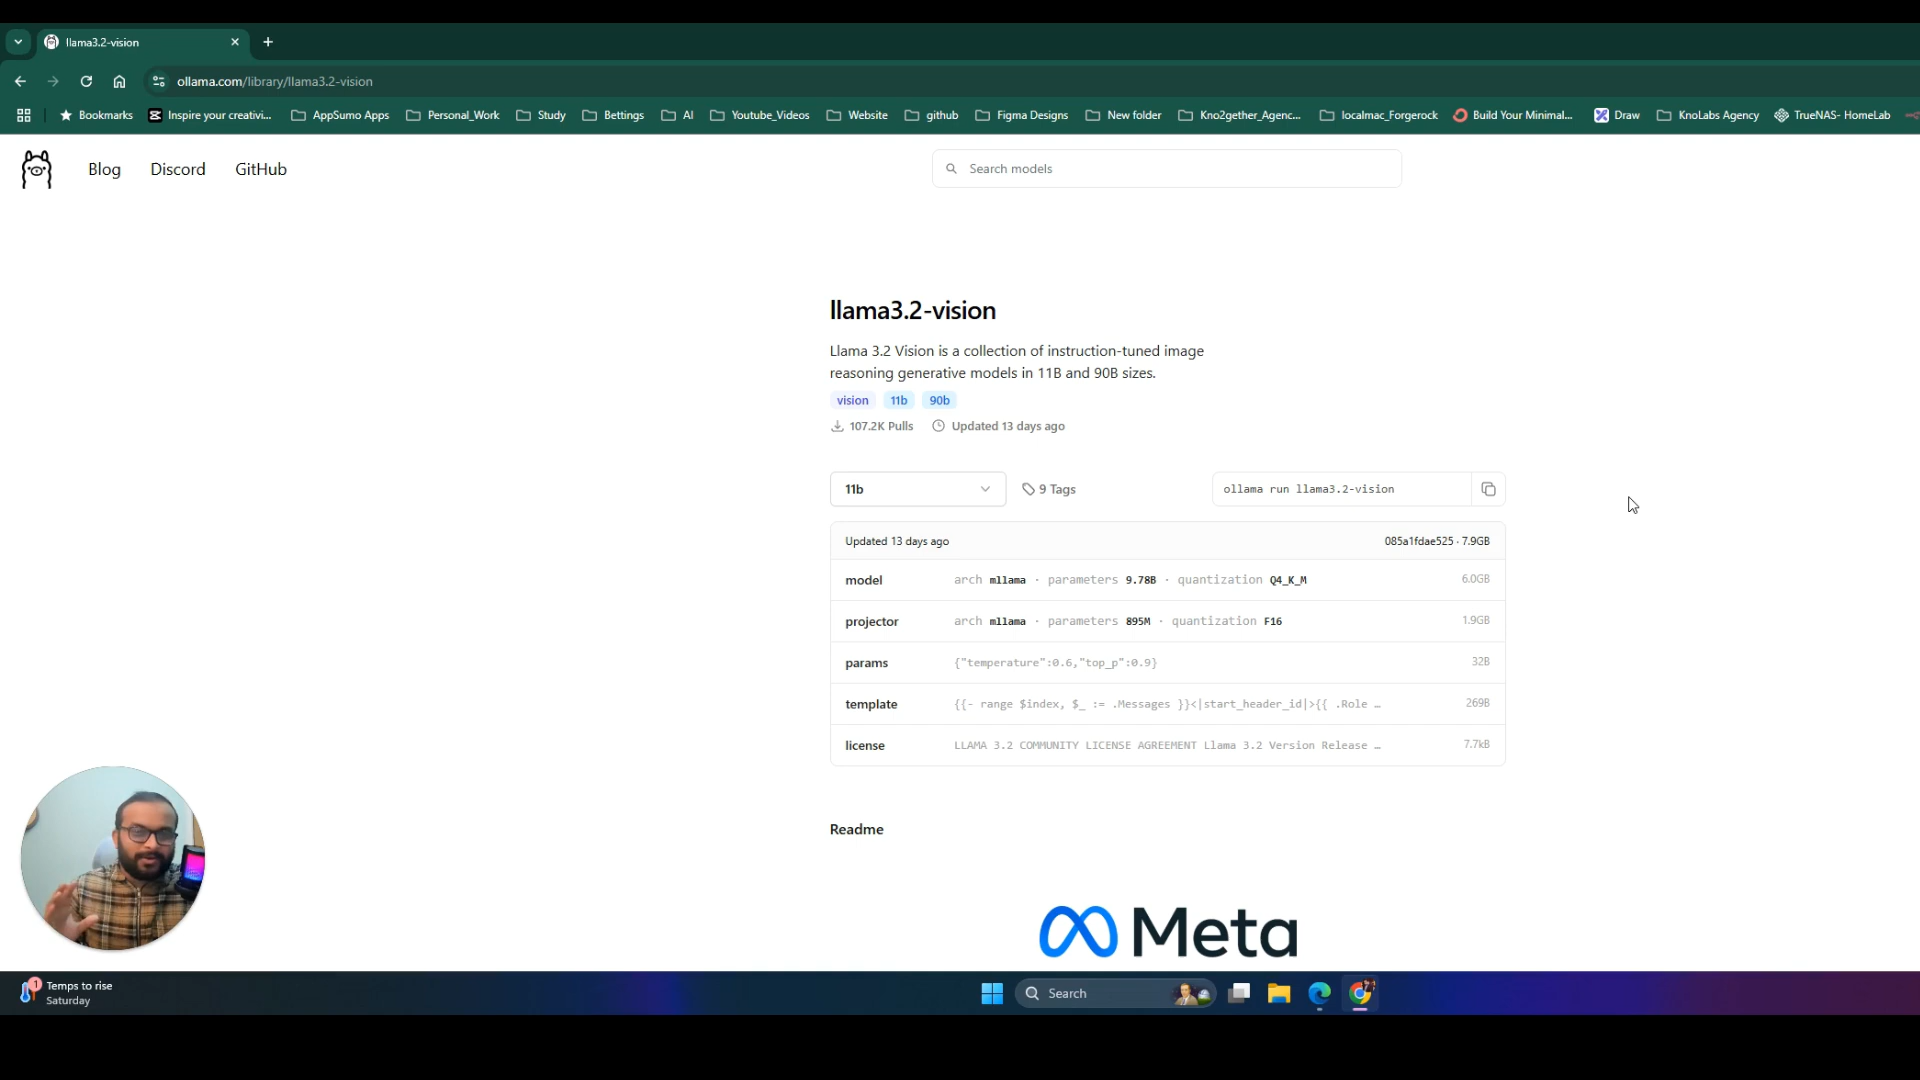 llama3.2-vision
ollama.com/library/llama3.2-vision
Bookmarks Inspire your creativi... AppSumo Apps Personal_Work Study Bettings AI Youtube_Videos Website github Figma Designs New folder Kno2gether_Agenc... localmac_Forgerock Build Your Minimal... Draw KnoLabs Agency TrueNAS- HomeLab
Blog Discord GitHub Search models
llama3.2-vision
Llama 3.2 Vision is a collection of instruction-tuned image
reasoning generative models in 11B and 90B sizes.
vision 11b 90b
107.2K Pulls Updated 13 days ago
11b 9 Tags ollama run llama3.2-vision
Updated 13 days ago 085a1fdae525 · 7.9GB
model arch mllama · parameters 9.78B · quantization Q4_K_M 6.0GB
projector arch mllama · parameters 895M · quantization F16 1.9GB
params {"temperature":0.6,"top_p":0.9} 32B
template {{- range $index, $_ := .Messages }}<|start_header_id|>{{ .Role … 269B
license LLAMA 3.2 COMMUNITY LICENSE AGREEMENT Llama 3.2 Version Release … 7.7kB
Readme
Meta
1 Temps to rise
Saturday
Search